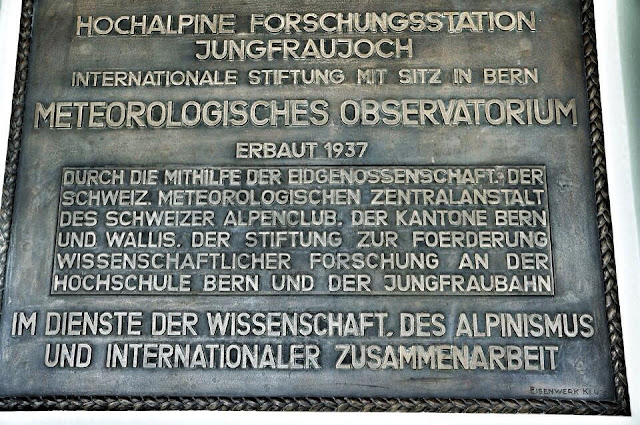 HOCHALPINE FORSCHUNGSSTATION
JUNGFRAUJOCH
INTERNATIONALE STIFTUNG MIT SITZ IN BERN
METEOROLOGISCHES OBSERVATORIUM
ERBAUT 1937
DURCH DIE MITHILFE DER EIDGENOSSENSCHAFT. DER
SCHWEIZ. METEOROLOGISCHEN ZENTRALANSTALT
DES SCHWEIZER ALPENCLUB. DER KANTONE BERN
UND WALLIS. DER STIFTUNG ZUR FOERDERUNG
WISSENSCHAFTLICHER FORSCHUNG AN DER
HOCHSCHULE BERN UND DER JUNGFRAUBAHN
IM DIENSTE DER WISSENSCHAFT. DES ALPINISMUS
UND INTERNATIONALER ZUSAMMENARBEIT
EISENWERK